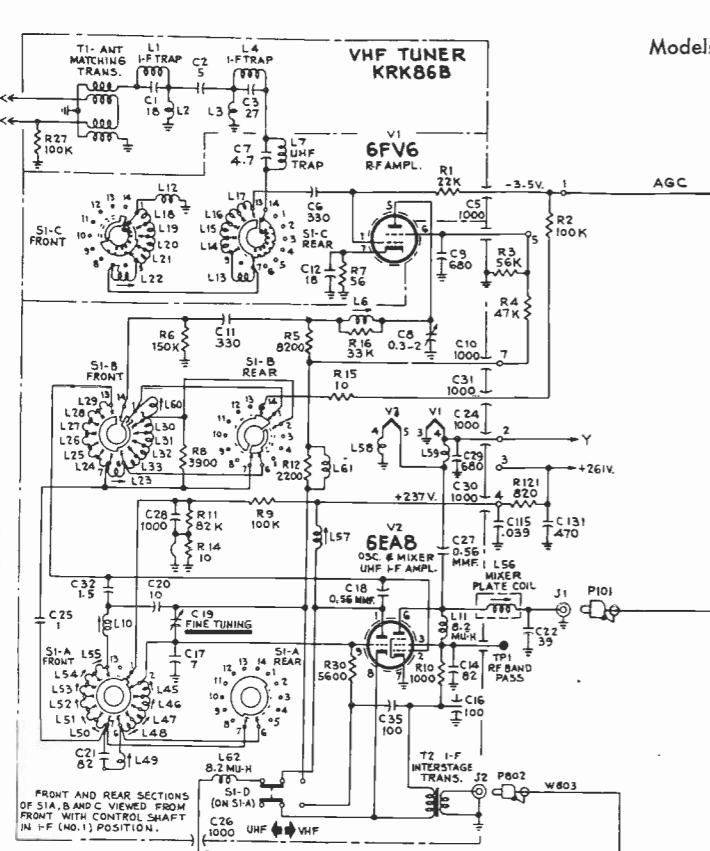 Models
VHF TUNER
KRK86B
T1-ANT
MATCHING
TRANS.
L1
I-F TRAP
C2
5
L4
I-F TRAP
C1
18
L2
L3
C3
27
R27
100K
C7
4.7
L7
UHF
TRAP
V1
6FV6
R-F AMPL.
R1
22K
-3.5V.
1
AGC
L12
L17
C6
330
C5
1000
R2
100K
S1-C
FRONT
L18
L19
L20
L21
L22
L16
L15
L14
L13
S1-C
REAR
C12
18
R7
56
C9
680
R3
56K
5
R4
47K
L6
R6
150K
C11
330
R5
8200
R16
33K
C8
0.3-2
C10
1000
7
S1-B
FRONT
S1-B
REAR
R15
10
C31
1000
L29
L28
L27
L26
L25
L24
L23
L60
L30
L31
L32
L33
R8
3900
R12
2200
L61
V2
V1
L58
L59
C24
1000
C29
680
2
Y
3
+261V.
C30
1000
+237V.
4
R121
820
C28
1000
R11
82K
R9
100K
R14
10
L57
V2
6EA8
OSC. & MIXER
UHF I-F AMPL.
C27
0.56
MMF.
C115
.039
C131
470
L56
MIXER
PLATE COIL
J1
P101
C32
1.5
C20
10
C18
0.56 MMF.
C25
1
L10
C19
FINE TUNING
L11
8.2
MU-H
C22
39
S1-A
FRONT
L55
L54
L53
L52
L51
L50
L45
L46
L47
L48
L49
C17
7
S1-A
REAR
R30
5600
R10
1000
C14
82
TP1
RF BAND
PASS
C16
100
C35
100
C21
82
L62
8.2 MU-H
S1-D
(ON S1-A)
T2 I-F
INTERSTAGE
TRANS.
J2
P802
W803
FRONT AND REAR SECTIONS
OF S1A, B AND C VIEWED FROM
FRONT WITH CONTROL SHAFT
IN I-F (NO.1) POSITION.
C26
1000
UHF
VHF